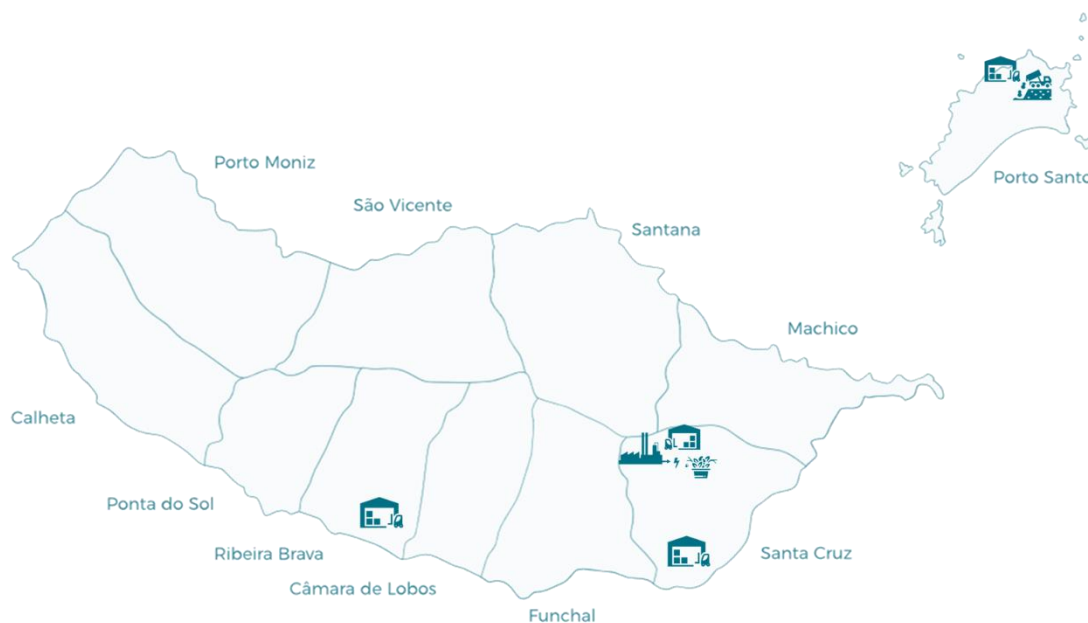 Porto Moniz
São Vicente
Santana
Porto Santo
Machico
Calheta
Ponta do Sol
Ribeira Brava
Câmara de Lobos
Funchal
Santa Cruz